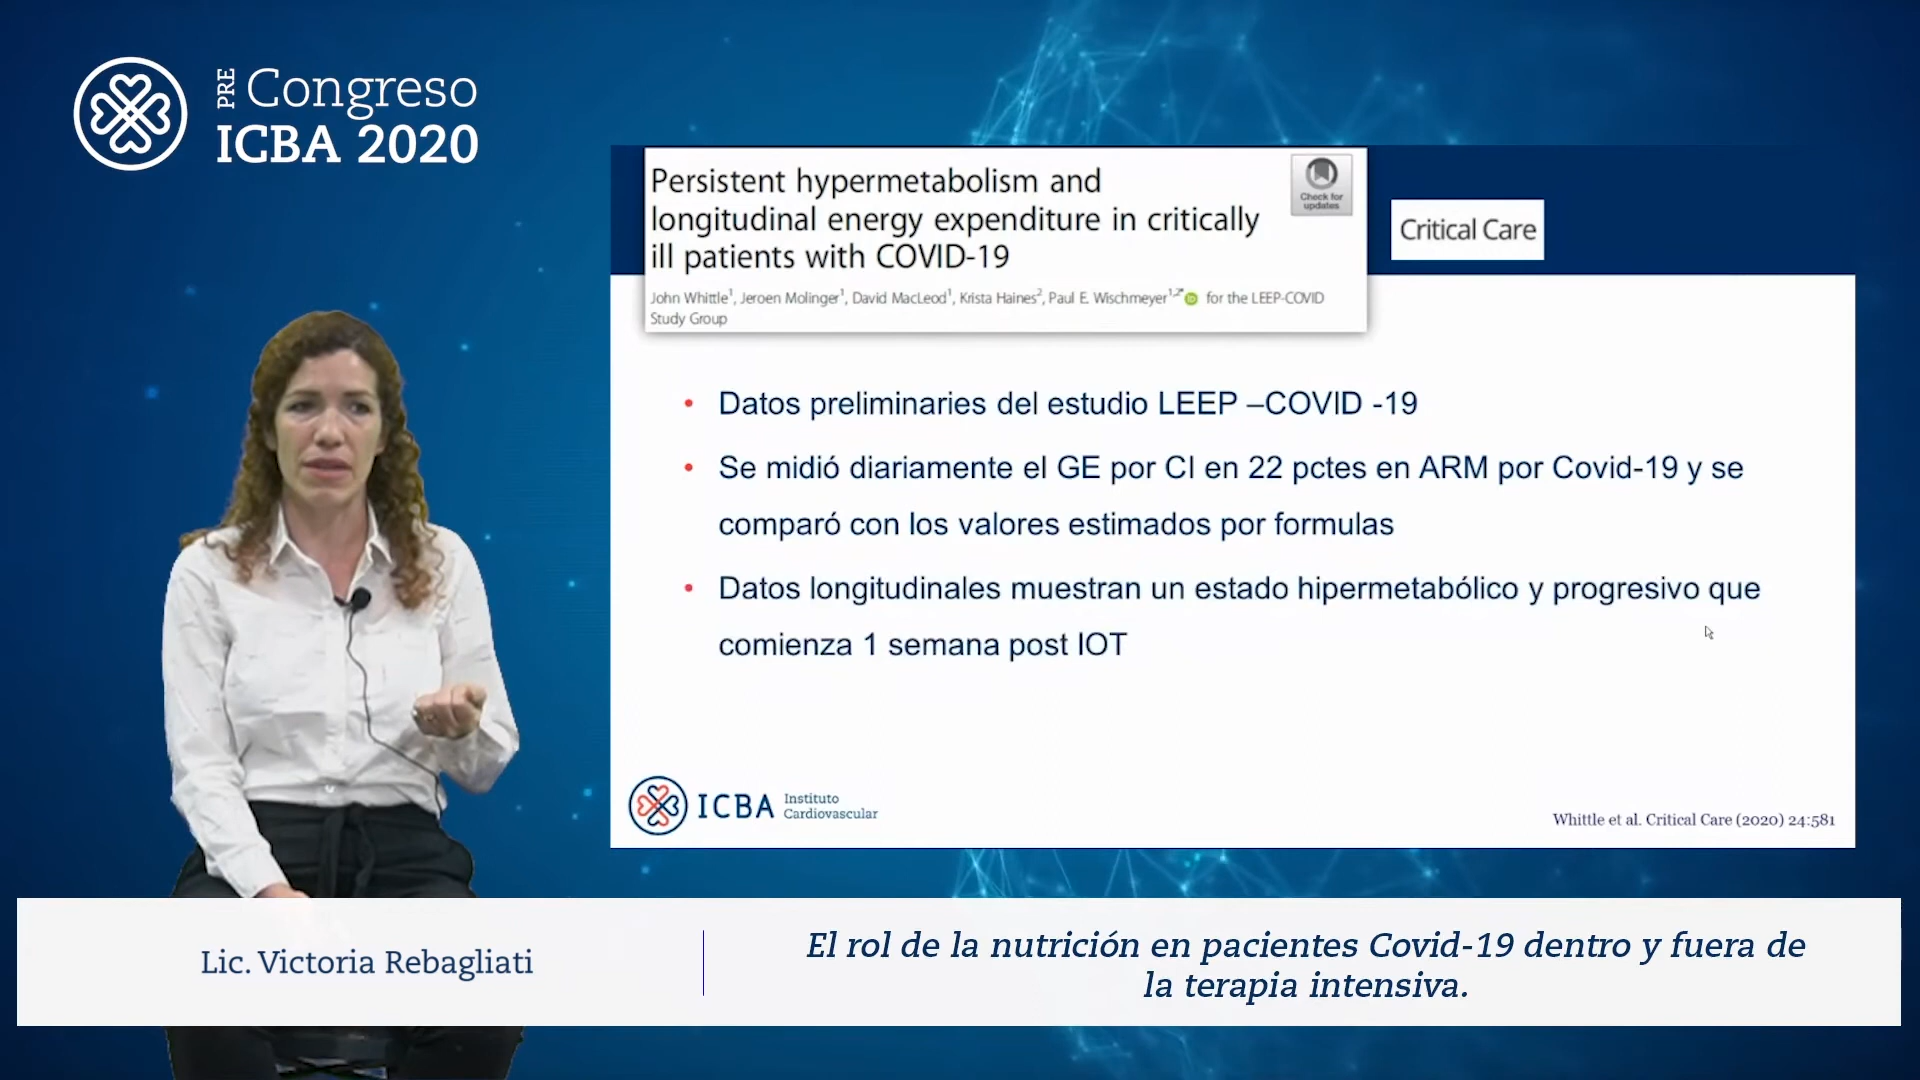 PRE Congreso
ICBA 2020
Persistent hypermetabolism and
longitudinal energy expenditure in critically
ill patients with COVID-19
Check for
updates
John Whittle1, Jeroen Molinger1, David MacLeod1, Krista Haines2, Paul E. Wischmeyer1,2* for the LEEP-COVID
Study Group
Critical Care
• Datos preliminaries del estudio LEEP –COVID -19
• Se midió diariamente el GE por CI en 22 pctes en ARM por Covid-19 y se
comparó con los valores estimados por formulas
• Datos longitudinales muestran un estado hipermetabólico y progresivo que
comienza 1 semana post IOT
ICBA Instituto
Cardiovascular
Whittle et al. Critical Care (2020) 24:581
Lic. Victoria Rebagliati
El rol de la nutrición en pacientes Covid-19 dentro y fuera de
la terapia intensiva.